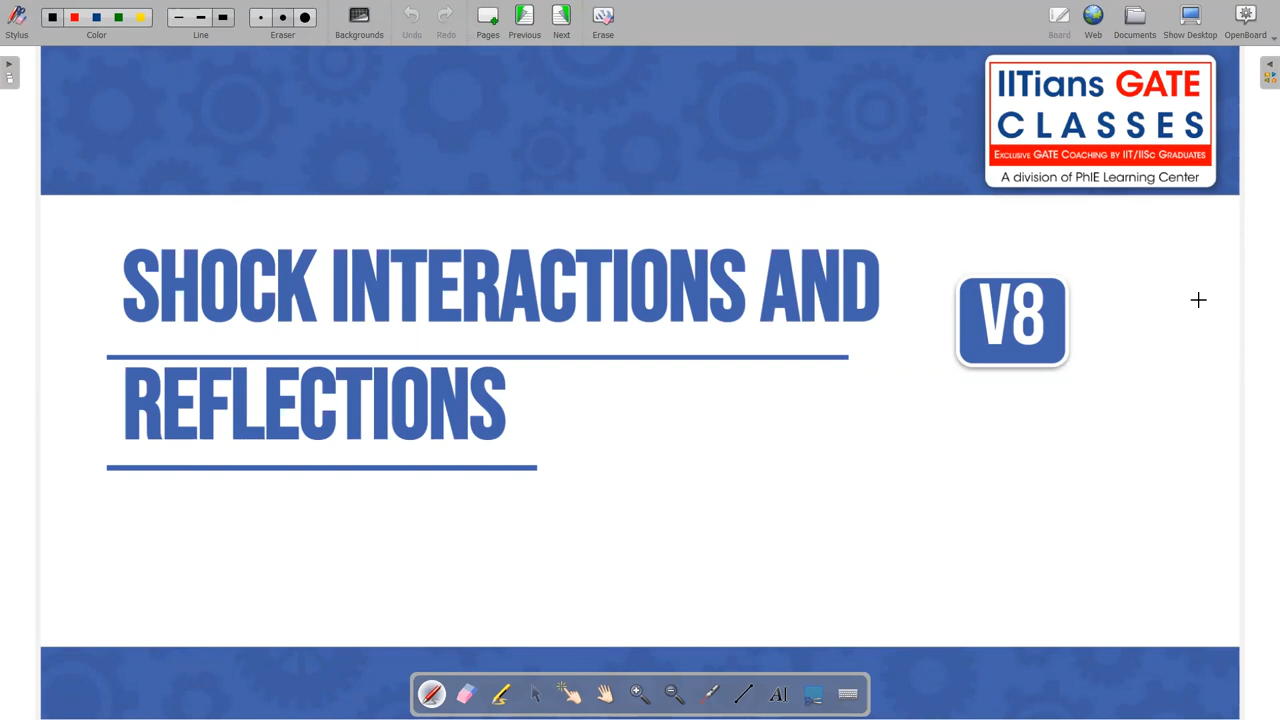 Stylus Color Line Eraser Backgrounds Undo Redo Pages Previous Next Erase Board Web Documents Show Desktop OpenBoard
IITians GATE
CLASSES
EXCLUSIVE GATE COACHING BY IIT/IISC GRADUATES
A division of PhIE Learning Center
SHOCK INTERACTIONS AND
REFLECTIONS
V8
AI